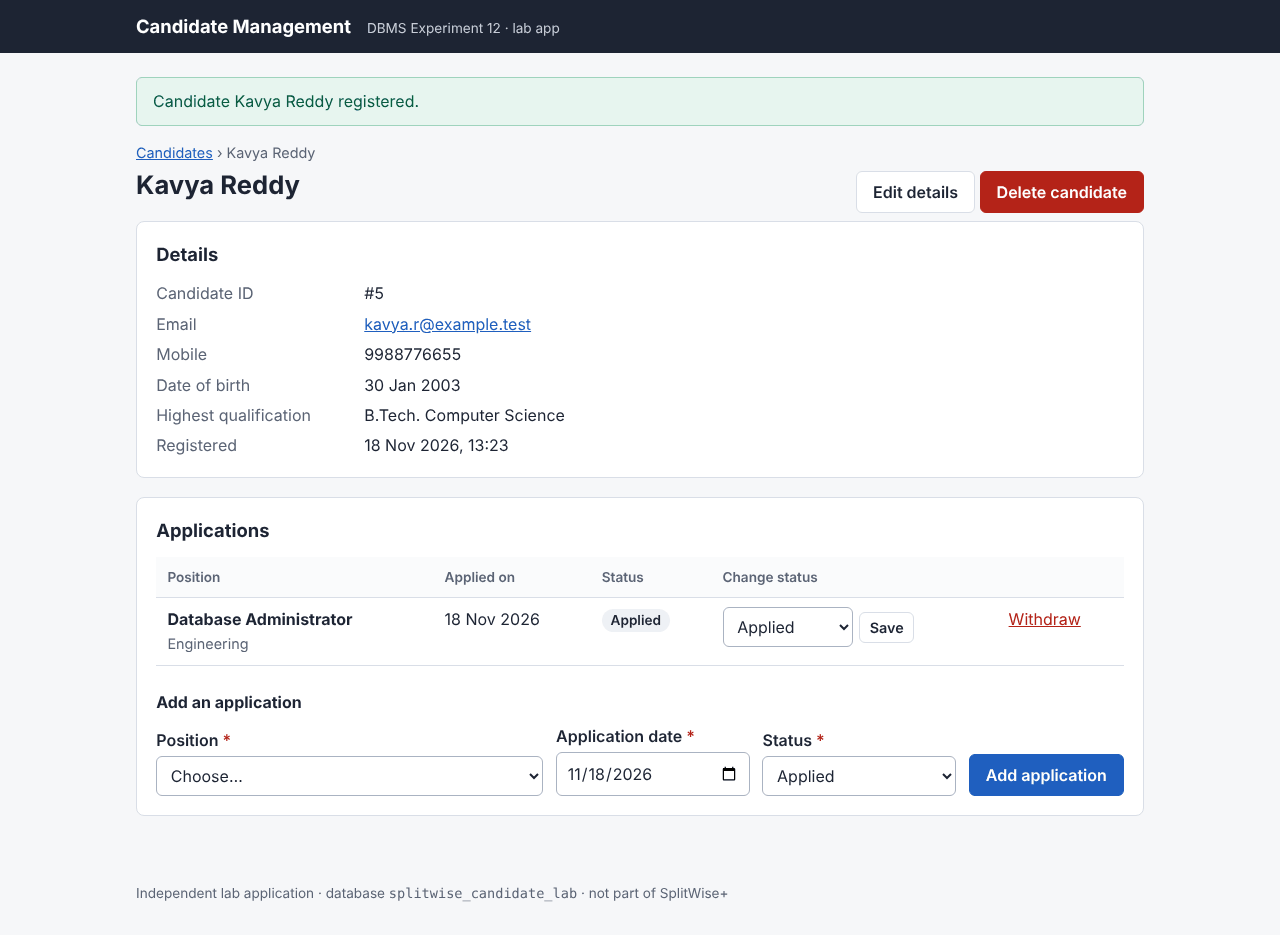 Candidate Management DBMS Experiment 12 · lab app
Candidate Kavya Reddy registered.
Candidates › Kavya Reddy
Kavya Reddy
Edit details
Delete candidate
Details
Candidate ID #5
Email kavya.r@example.test
Mobile 9988776655
Date of birth 30 Jan 2003
Highest qualification B.Tech. Computer Science
Registered 18 Nov 2026, 13:23
Applications
Position Applied on Status Change status
Database Administrator 18 Nov 2026 Applied Applied Save Withdraw
Engineering
Add an application
Position * Application date * Status *
Choose... 11/18/2026 Applied Add application
Independent lab application · database splitwise_candidate_lab · not part of SplitWise+